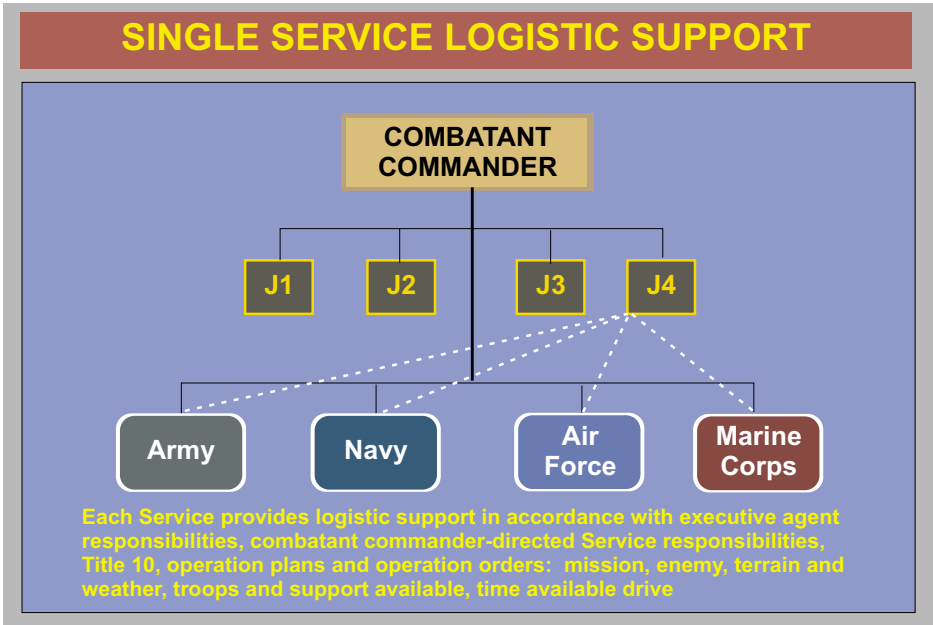 SINGLE SERVICE LOGISTIC SUPPORT
COMBATANT
COMMANDER
J1
J2
J3
J4
Army
Navy
Air
Force
Marine
Corps
Each Service provides logistic support in accordance with executive agent
responsibilities, combatant commander-directed Service responsibilities,
Title 10, operation plans and operation orders: mission, enemy, terrain and
weather, troops and support available, time available drive